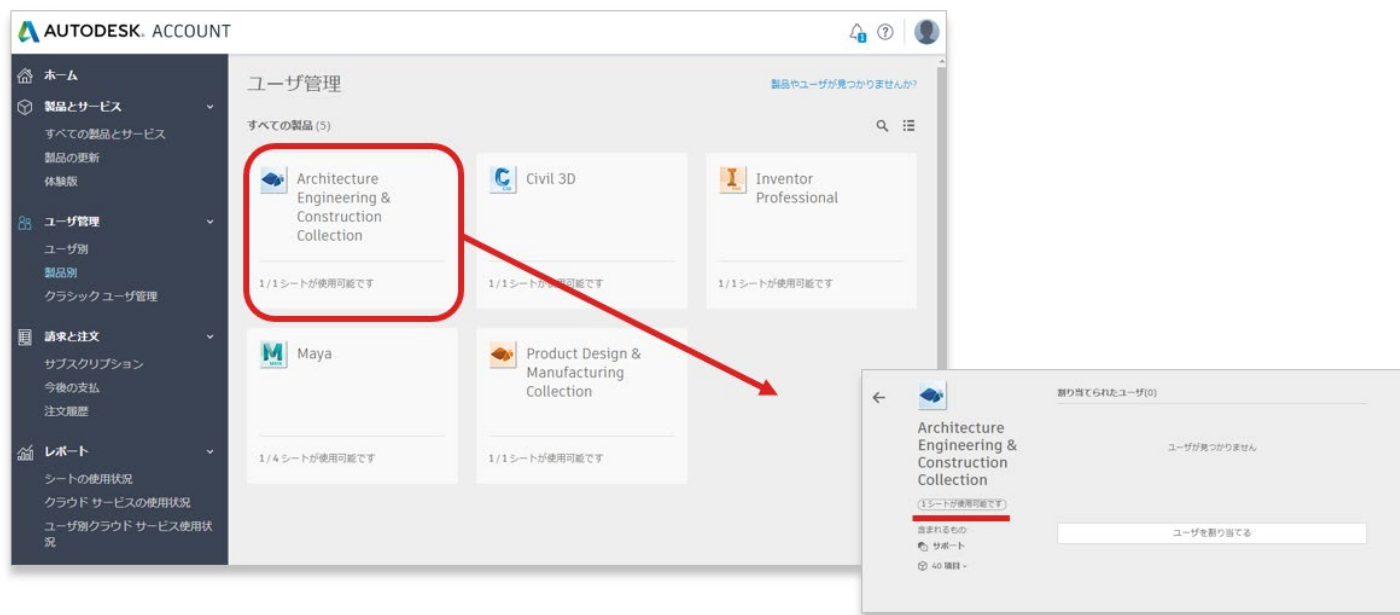 AUTODESK® ACCOUNT
1
?
ホーム
製品とサービス
すべての製品とサービス
製品の更新
体験版
ユーザ管理
ユーザ別
製品別
クラシック ユーザ管理
請求と注文
サブスクリプション
今後の支払
注文履歴
レポート
シートの使用状況
クラウド サービスの使用状況
ユーザ別クラウド サービス使用状
況
ユーザ管理
製品やユーザが見つかりませんか?
すべての製品 (5)
Architecture
Engineering &
Construction
Collection
1 / 1 シートが使用可能です
Civil 3D
1 / 1 シートが使用可能です
Inventor
Professional
1 / 1 シートが使用可能です
Maya
1 / 4 シートが使用可能です
Product Design &
Manufacturing
Collection
1 / 1 シートが使用可能です
Architecture
Engineering &
Construction
Collection
1 シートが使用可能です
含まれるもの
サポート
40 項目
割り当てられたユーザ(0)
ユーザが見つかりません
ユーザを割り当てる